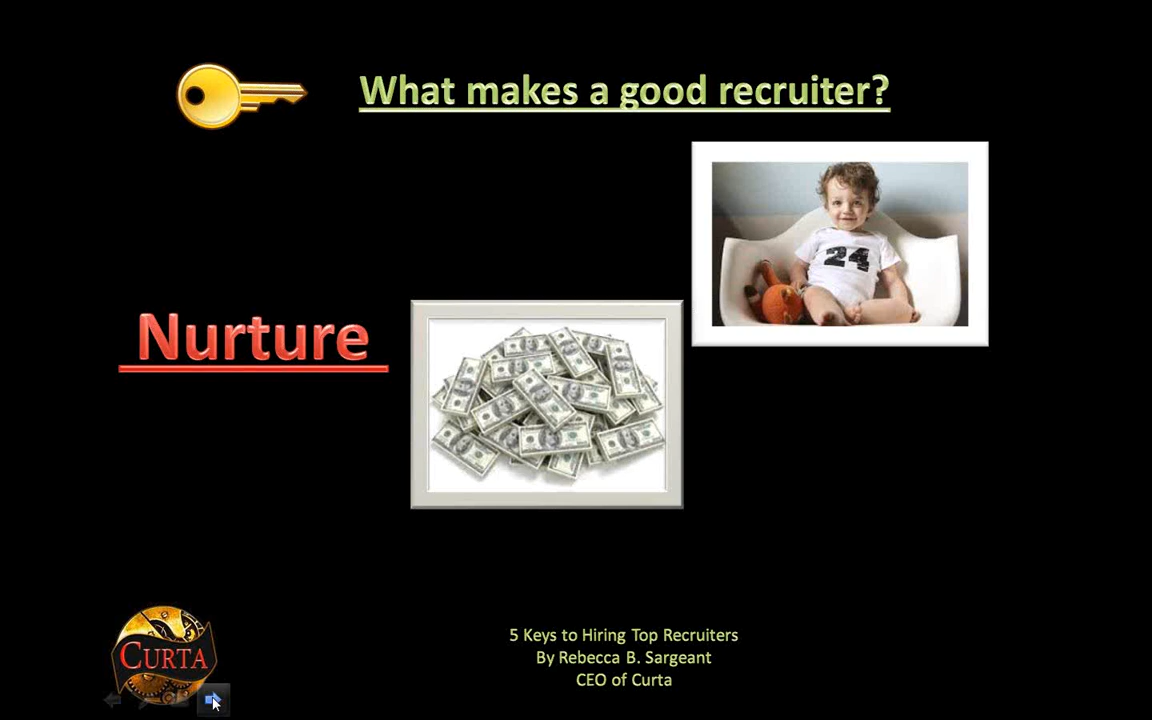 What makes a good recruiter?
24
Nurture
5 Keys to Hiring Top Recruiters
By Rebecca B. Sargeant
CEO of Curta
CURTA